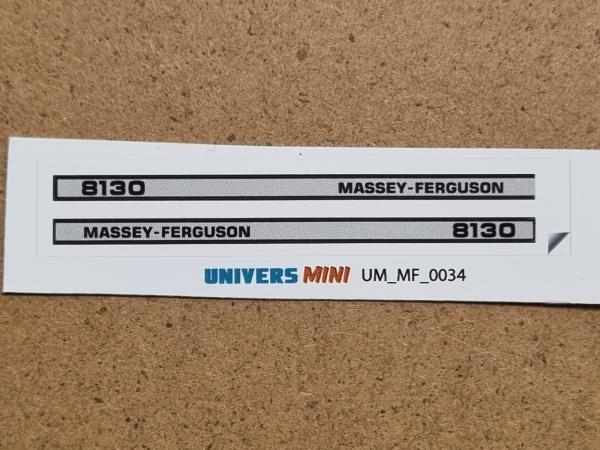 8130 MASSEY-FERGUSON
MASSEY-FERGUSON 8130
UNIVERS MINI UM_MF_0034